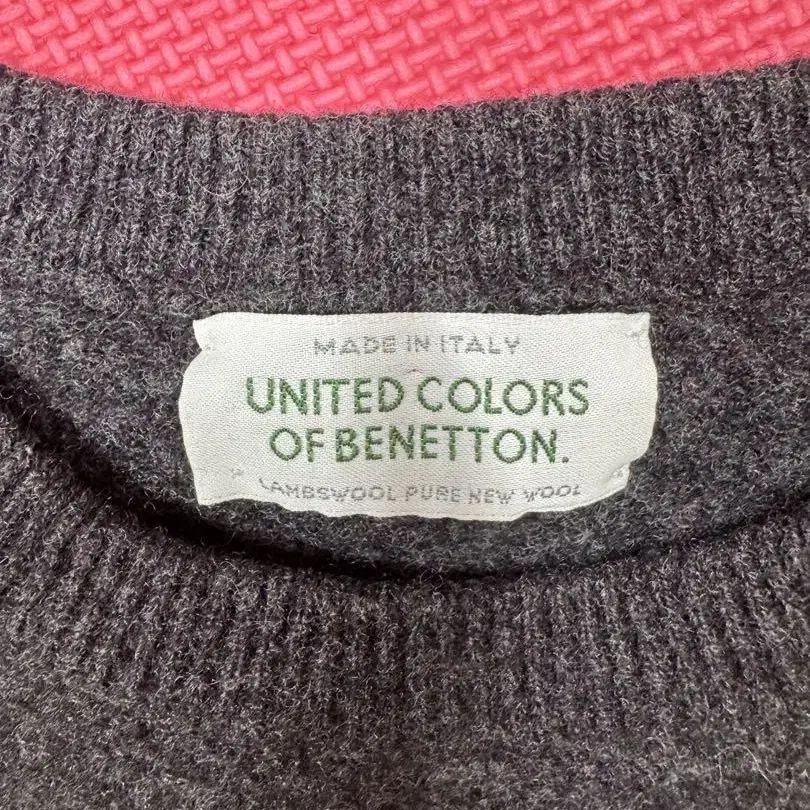 MADE IN ITALY
UNITED COLORS
OF BENETTON.
LAMBSWOOL PURE NEW WOOL